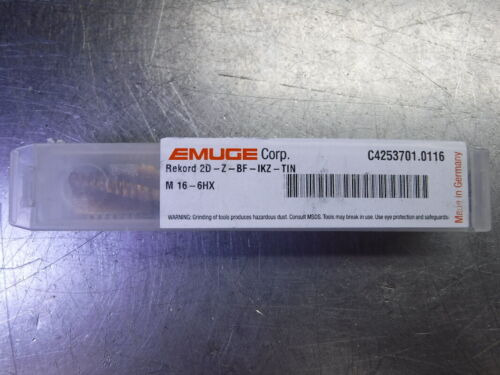 EMUGE Corp. C4253701.0116
Rekord 2D-Z-BF-IKZ-TIN
M 16-6HX
WARNING: Grinding of tools produces hazardous dust. Consult MSDS. Tools may break in use. Use eye protection and safeguards.
Made in Germany